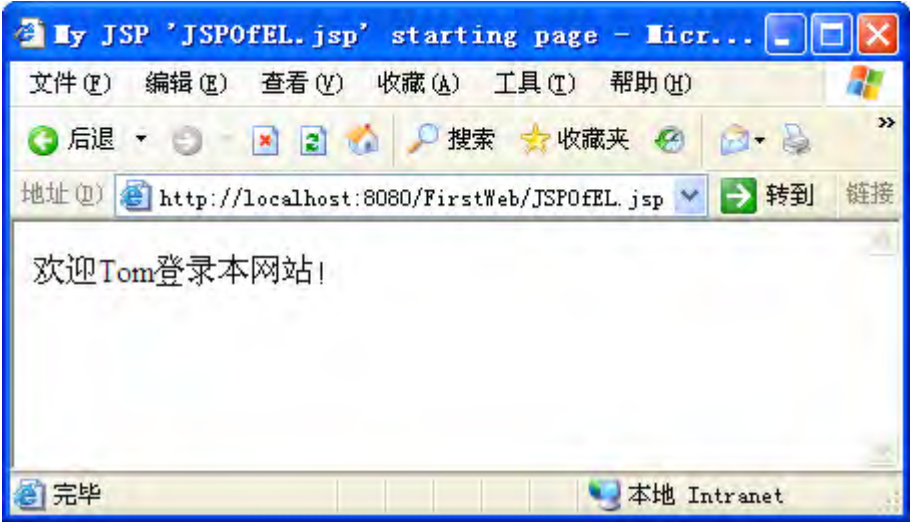 My JSP 'JSPOfEL.jsp' starting page - Micr...
文件(F) 编辑(E) 查看(V) 收藏(A) 工具(T) 帮助(H)
后退 搜索 收藏夹 »
地址(D) http://localhost:8080/FirstWeb/JSPOfEL.jsp 转到 链接
欢迎Tom登录本网站!
完毕 本地 Intranet